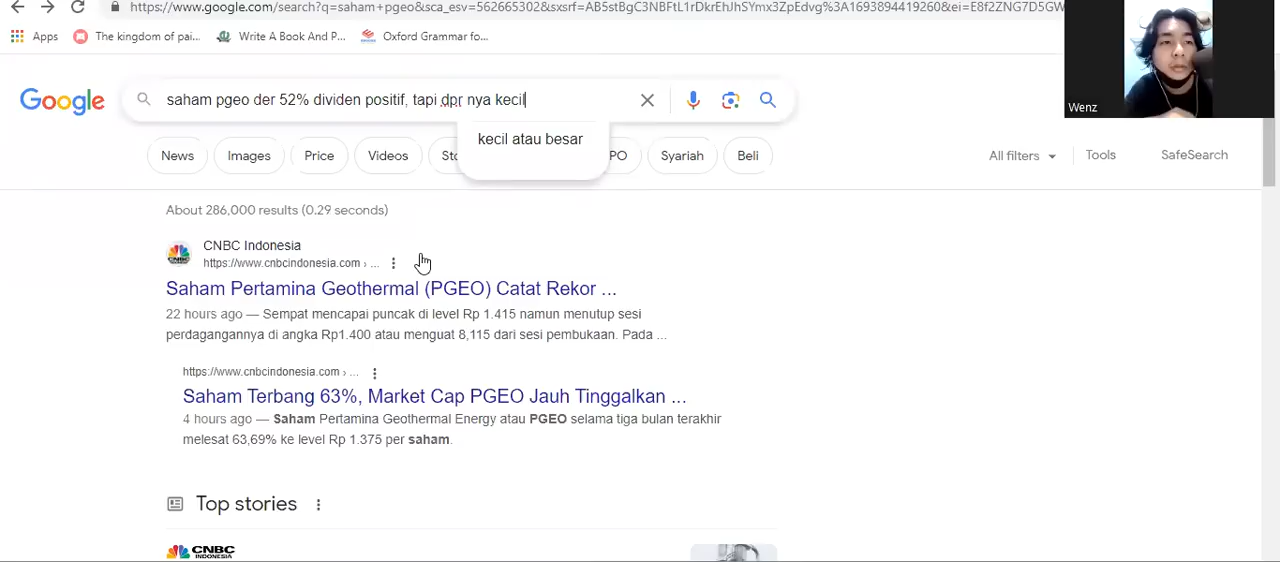 https://www.google.com/search?q=saham+pgeo&sca_esv=562665302&sxsrf=AB5stBgC3NBFtL1rDkrEhJhSYmx3ZpEdvg%3A1693894419260&ei=E8f2ZNG7D5GW
Apps The kingdom of pai... Write A Book And P... Oxford Grammar fo...
Wenz
Google saham pgeo der 52% dividen positif, tapi dpr nya kecil
kecil atau besar
News Images Price Videos Sto PO Syariah Beli All filters Tools SafeSearch
About 286,000 results (0.29 seconds)
CNBC Indonesia
https://www.cnbcindonesia.com › ...
Saham Pertamina Geothermal (PGEO) Catat Rekor ...
22 hours ago — Sempat mencapai puncak di level Rp 1.415 namun menutup sesi
perdagangannya di angka Rp1.400 atau menguat 8,115 dari sesi pembukaan. Pada ...
https://www.cnbcindonesia.com › ...
Saham Terbang 63%, Market Cap PGEO Jauh Tinggalkan ...
4 hours ago — Saham Pertamina Geothermal Energy atau PGEO selama tiga bulan terakhir
melesat 63,69% ke level Rp 1.375 per saham.
Top stories
CNBC INDONESIA